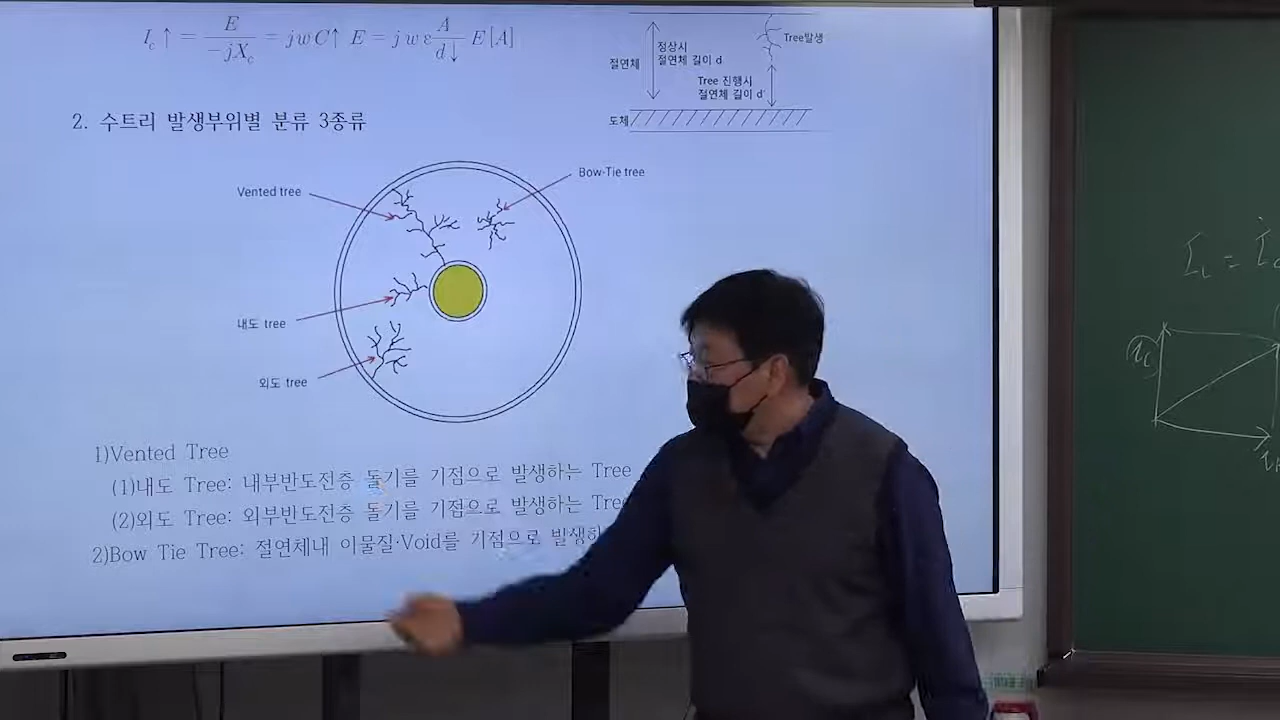 I_c ↑ = E / -jX_c = jwC↑ E = jwε A / d↓ E [A]
절연체
정상시
절연체 길이 d
Tree발생
Tree 진행시
절연체 길이 d'
도체
2. 수트리 발생부위별 분류 3종류
Vented tree
Bow-Tie tree
내도 tree
외도 tree
1)Vented Tree
(1)내도 Tree: 내부반도전층 돌기를 기점으로 발생하는 Tree
(2)외도 Tree: 외부반도전층 돌기를 기점으로 발생하는 Tree
2)Bow Tie Tree: 절연체내 이물질·Void를 기점으로